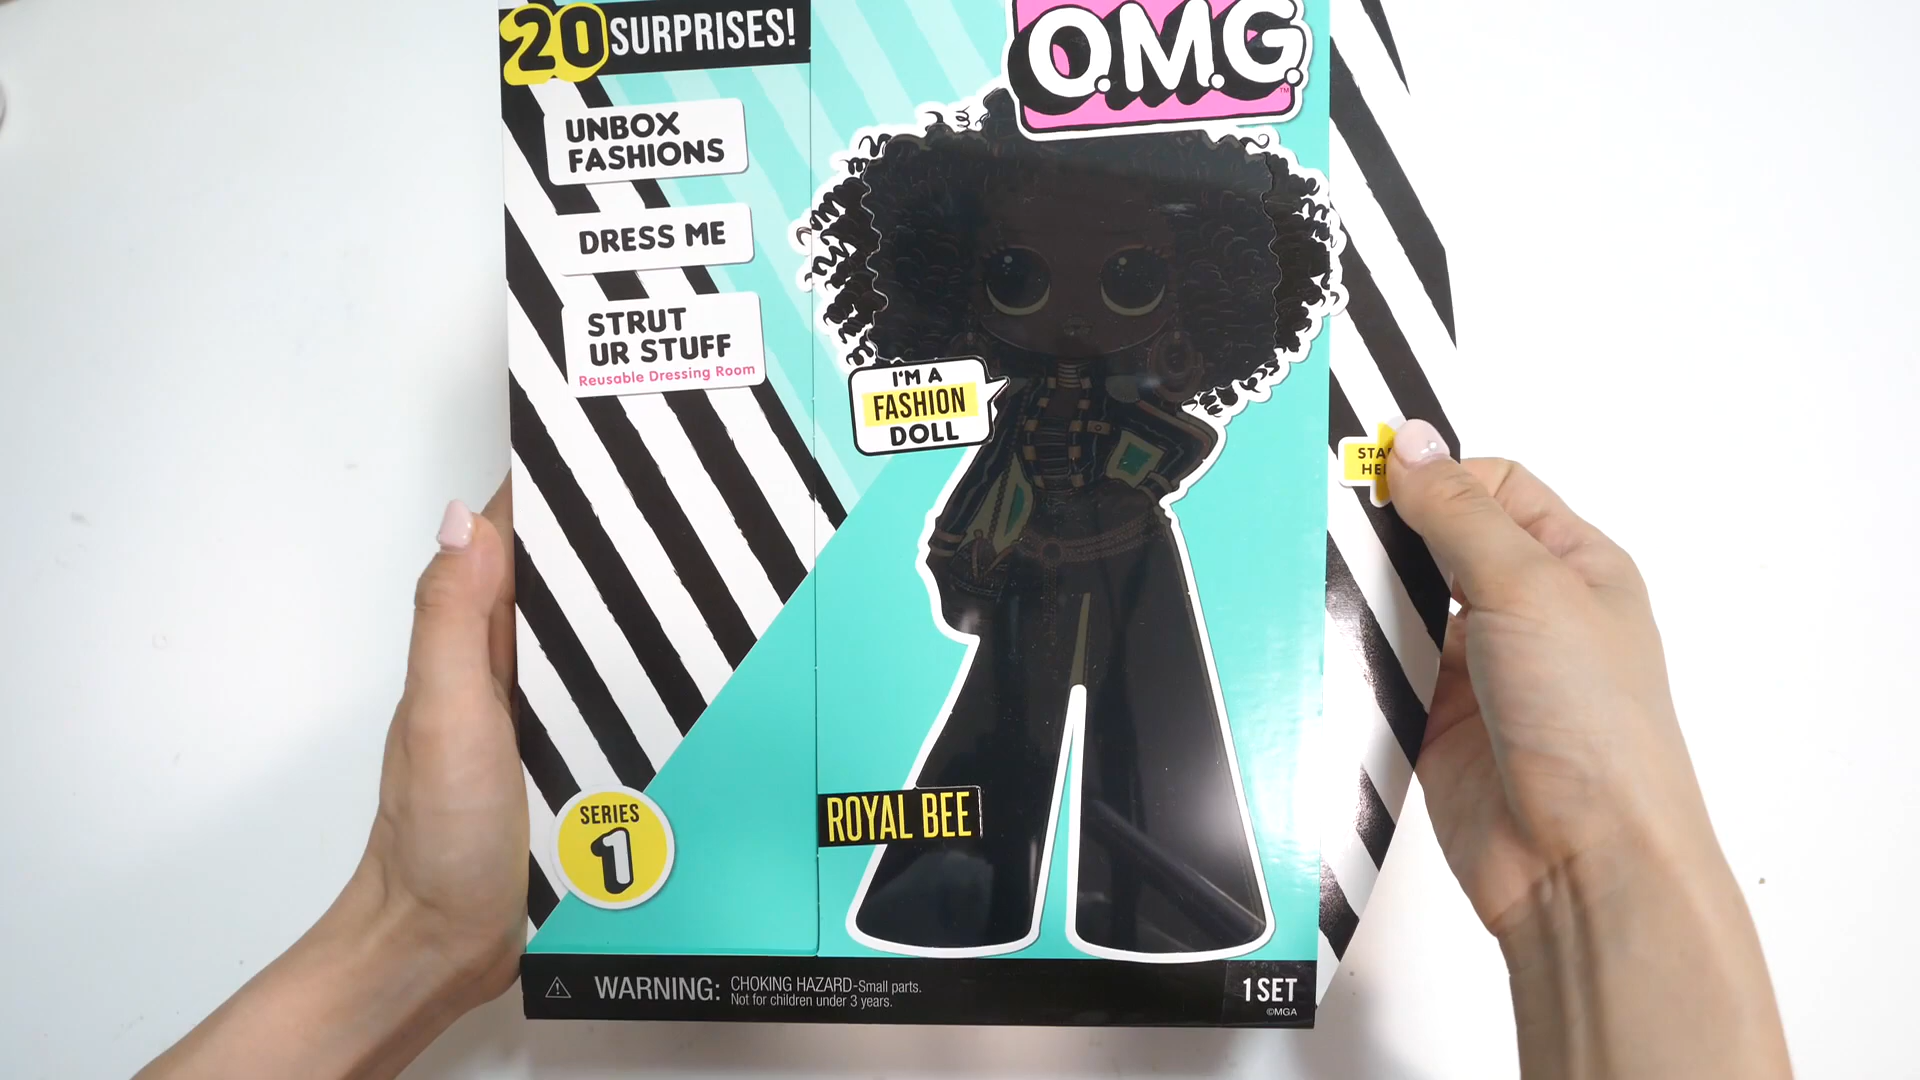 20 SURPRISES!
O.M.G.
™
UNBOX
FASHIONS
DRESS ME
STRUT
UR STUFF
Reusable Dressing Room
I'M A
FASHION
DOLL
ROYAL BEE
SERIES
1
WARNING: CHOKING HAZARD-Small parts.
Not for children under 3 years.
1 SET
©MGA